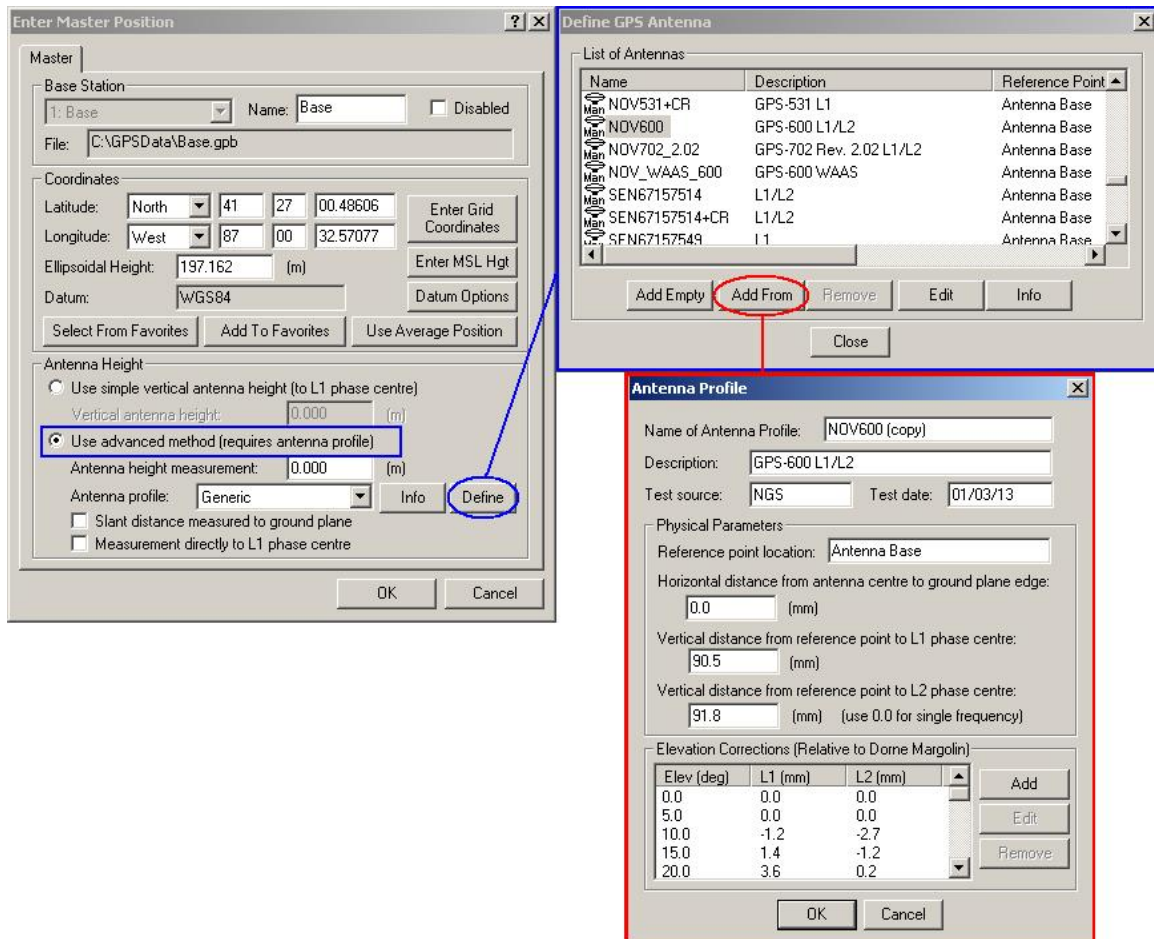 Enter Master Position
Master
Base Station
1: Base Name: Base Disabled
File: C:\GPSData\Base.gpb
Coordinates
Latitude: North 41 27 00.48606
Longitude: West 87 00 32.57077
Enter Grid Coordinates
Ellipsoidal Height: 197.162 (m) Enter MSL Hgt
Datum: WGS84 Datum Options
Select From Favorites Add To Favorites Use Average Position
Antenna Height
Use simple vertical antenna height (to L1 phase centre)
Vertical antenna height: 0.000 (m)
Use advanced method (requires antenna profile)
Antenna height measurement: 0.000 (m)
Antenna profile: Generic Info Define
Slant distance measured to ground plane
Measurement directly to L1 phase centre
OK Cancel
Define GPS Antenna
List of Antennas
Name Description Reference Point
Man NOV531+CR GPS-531 L1 Antenna Base
Man NOV600 GPS-600 L1/L2 Antenna Base
Man NOV702_2.02 GPS-702 Rev. 2.02 L1/L2 Antenna Base
Man NOV_WAAS_600 GPS-600 WAAS Antenna Base
Man SEN67157514 L1/L2 Antenna Base
Man SEN67157514+CR L1/L2 Antenna Base
SEN67157549 L1 Antenna Base
Add Empty Add From Remove Edit Info
Close
Antenna Profile
Name of Antenna Profile: NOV600 (copy)
Description: GPS-600 L1/L2
Test source: NGS Test date: 01/03/13
Physical Parameters
Reference point location: Antenna Base
Horizontal distance from antenna centre to ground plane edge:
0.0 (mm)
Vertical distance from reference point to L1 phase centre:
90.5 (mm)
Vertical distance from reference point to L2 phase centre:
91.8 (mm) (use 0.0 for single frequency)
Elevation Corrections (Relative to Dorne Margolin)
Elev (deg) L1 (mm) L2 (mm)
0.0 0.0 0.0
5.0 0.0 0.0
10.0 -1.2 -2.7
15.0 1.4 -1.2
20.0 3.6 0.2
Add
Edit
Remove
OK Cancel